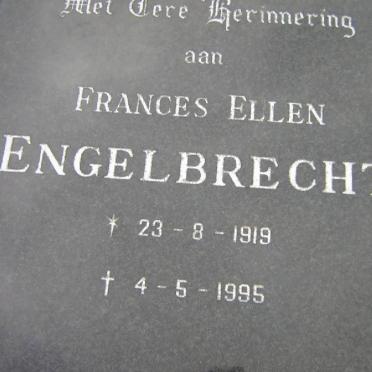 Met Tere Herinnering
aan
FRANCES ELLEN
ENGELBRECHT
* 23 - 8 - 1919
† 4 - 5 - 1995